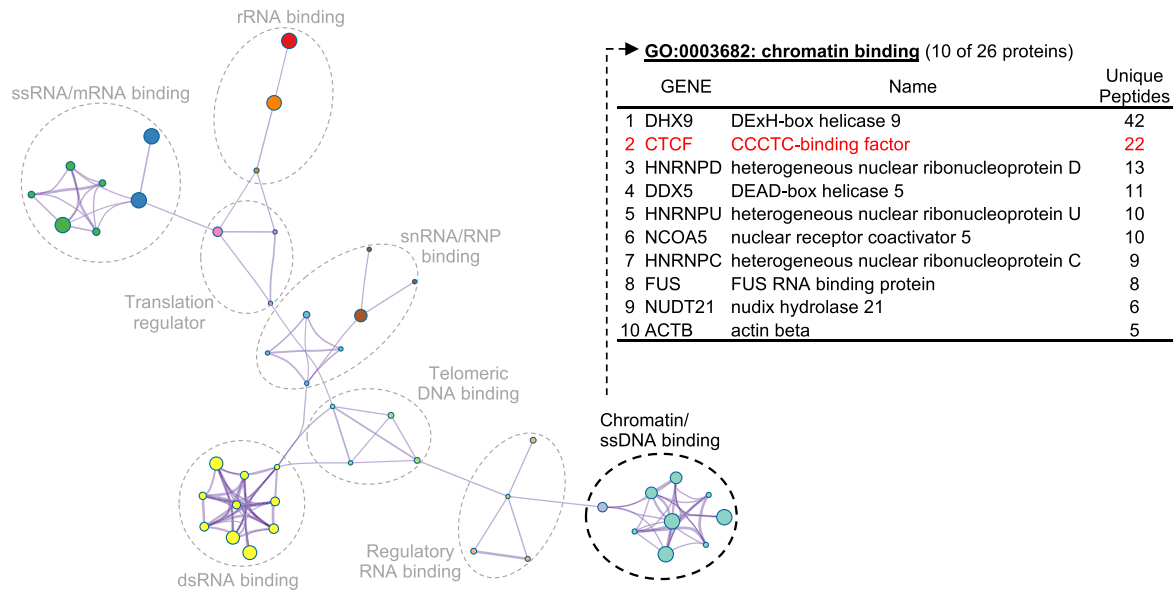 rRNA binding
ssRNA/mRNA binding
snRNA/RNP
binding
Translation
regulator
Telomeric
DNA binding
Chromatin/
ssDNA binding
Regulatory
RNA binding
dsRNA binding
GO:0003682: chromatin binding (10 of 26 proteins)
GENE Name Unique
Peptides
1 DHX9 DExH-box helicase 9 42
2 CTCF CCCTC-binding factor 22
3 HNRNPD heterogeneous nuclear ribonucleoprotein D 13
4 DDX5 DEAD-box helicase 5 11
5 HNRNPU heterogeneous nuclear ribonucleoprotein U 10
6 NCOA5 nuclear receptor coactivator 5 10
7 HNRNPC heterogeneous nuclear ribonucleoprotein C 9
8 FUS FUS RNA binding protein 8
9 NUDT21 nudix hydrolase 21 6
10 ACTB actin beta 5